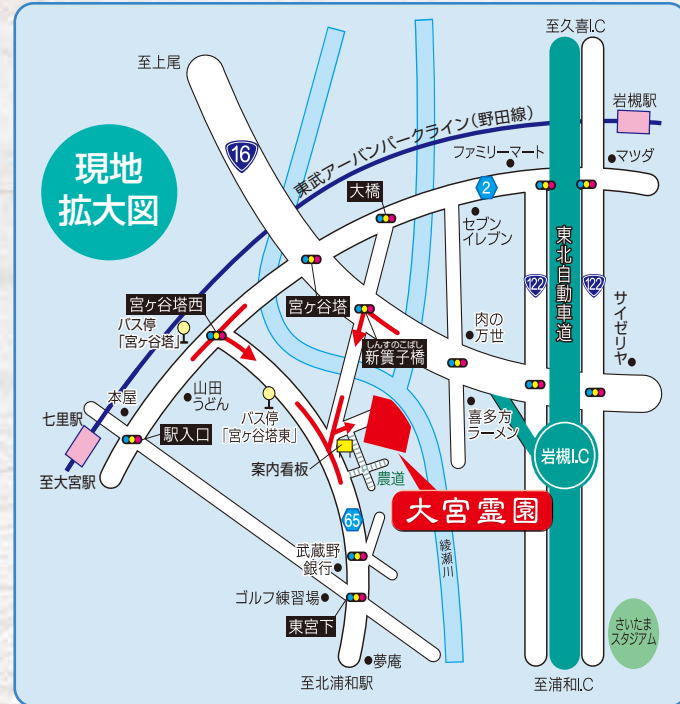 至久喜I.C
至上尾
岩槻駅
16
東武アーバンパークライン(野田線)
ファミリーマート
マツダ
現地
拡大図
大橋
2
セブン
イレブン
東北自動車道
122
122
宮ヶ谷塔西
宮ヶ谷塔
バス停
「宮ヶ谷塔」
しんすのこばし
新簀子橋
肉の
万世
サイゼリヤ
山田
うどん
本屋
バス停
「宮ヶ谷塔東」
喜多方
ラーメン
七里駅
駅入口
案内看板
農道
岩槻I.C
至大宮駅
大宮霊園
65
綾瀬川
武蔵野
銀行
ゴルフ練習場
東宮下
さいたま
スタジアム
夢庵
至北浦和駅
至浦和I.C